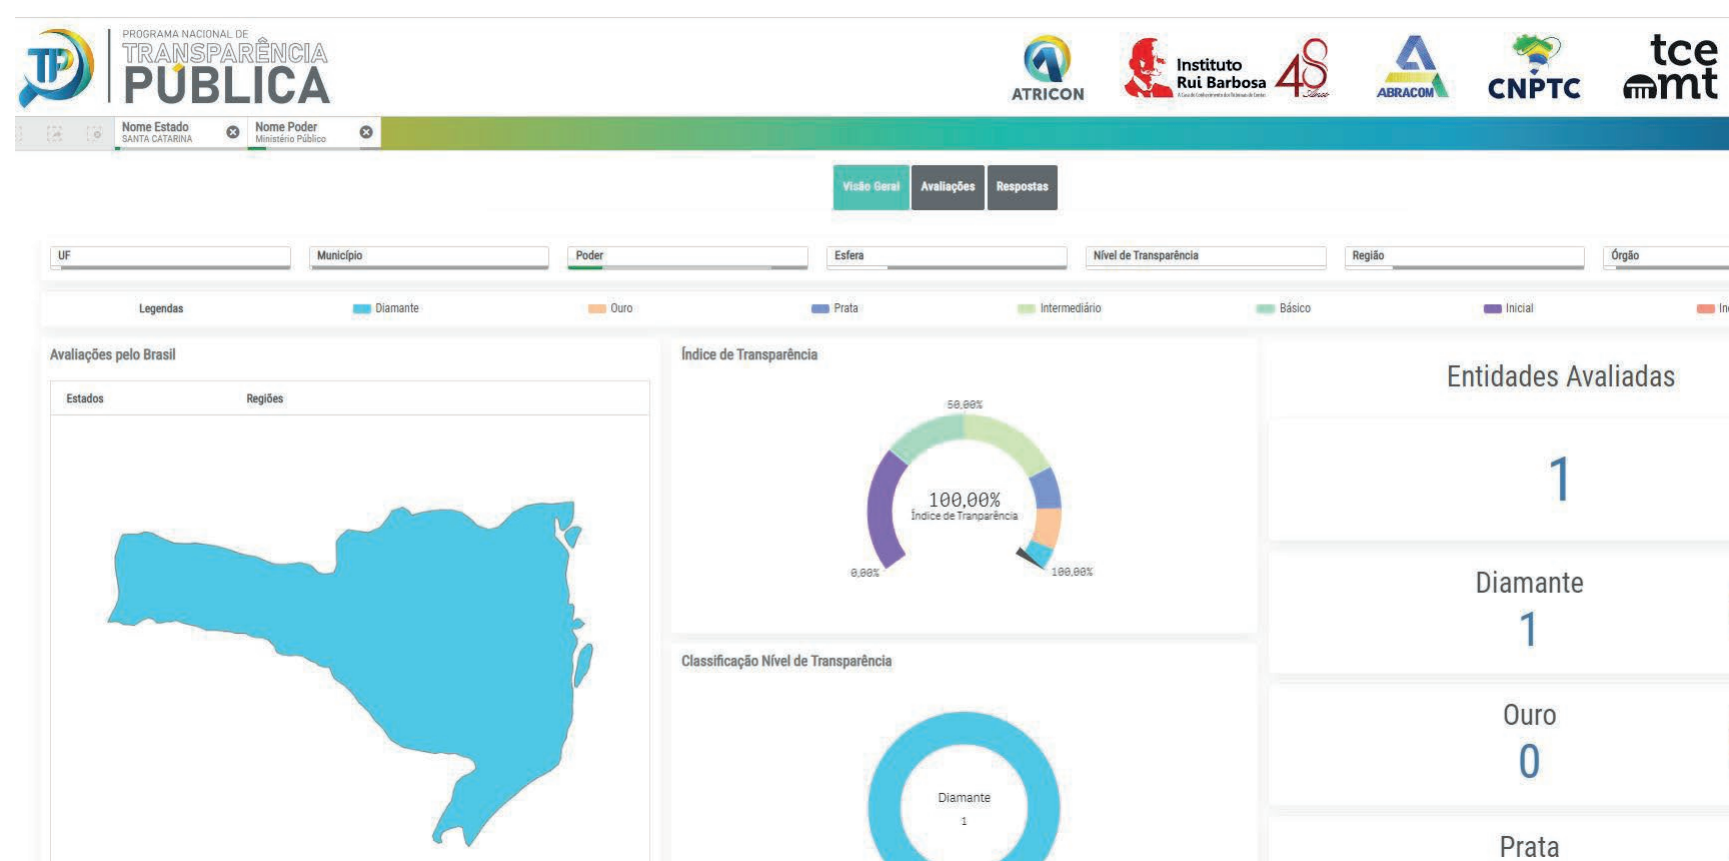 PROGRAMA NACIONAL DE
TRANSPARÊNCIA
PÚBLICA
TP
ATRICON
Instituto
Rui Barbosa
48
ABRACOM
CNPTC
tce
mt
Nome Estado
SANTA CATARINA
Nome Poder
Ministério Público
Visão Geral
Avaliações
Respostas
UF
Município
Poder
Esfera
Nível de Transparência
Região
Órgão
Legendas
Diamante
Ouro
Prata
Intermediário
Básico
Inicial
Avaliações pelo Brasil
Estados
Regiões
Índice de Transparência
50,00%
100,00%
Índice de Tranparência
0,00%
100,00%
Classificação Nível de Transparência
Diamante
1
Entidades Avaliadas
1
Diamante
1
Ouro
0
Prata